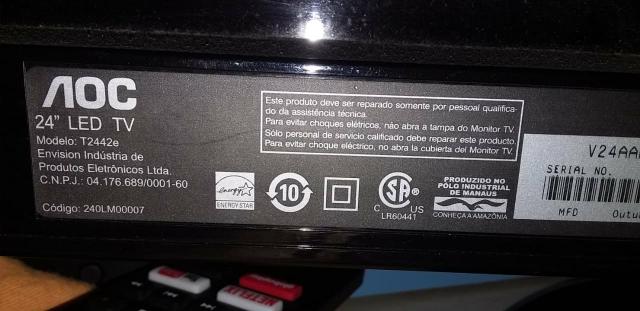 AOC
24" LED TV
Modelo: T2442e
Envision Indústria de
Produtos Eletrônicos Ltda.
C.N.P.J.: 04.176.689/0001-60
Código: 240LM00007
Este produto deve ser reparado somente por pessoal qualifica-
do da assistência técnica.
Para evitar choques elétricos, não abra a tampa do Monitor TV.
Sólo personal de servicio calificado debe reparar este producto.
Para evitar choque eléctrico, no abra la cubierta del Monitor TV.
energy
ENERGY STAR
10
C US
LR60441
PRODUZIDO NO
PÓLO INDUSTRIAL
DE MANAUS
CONHEÇA A AMAZÔNIA
V24AA
SERIAL NO.
MFD Outu
NETFLIX